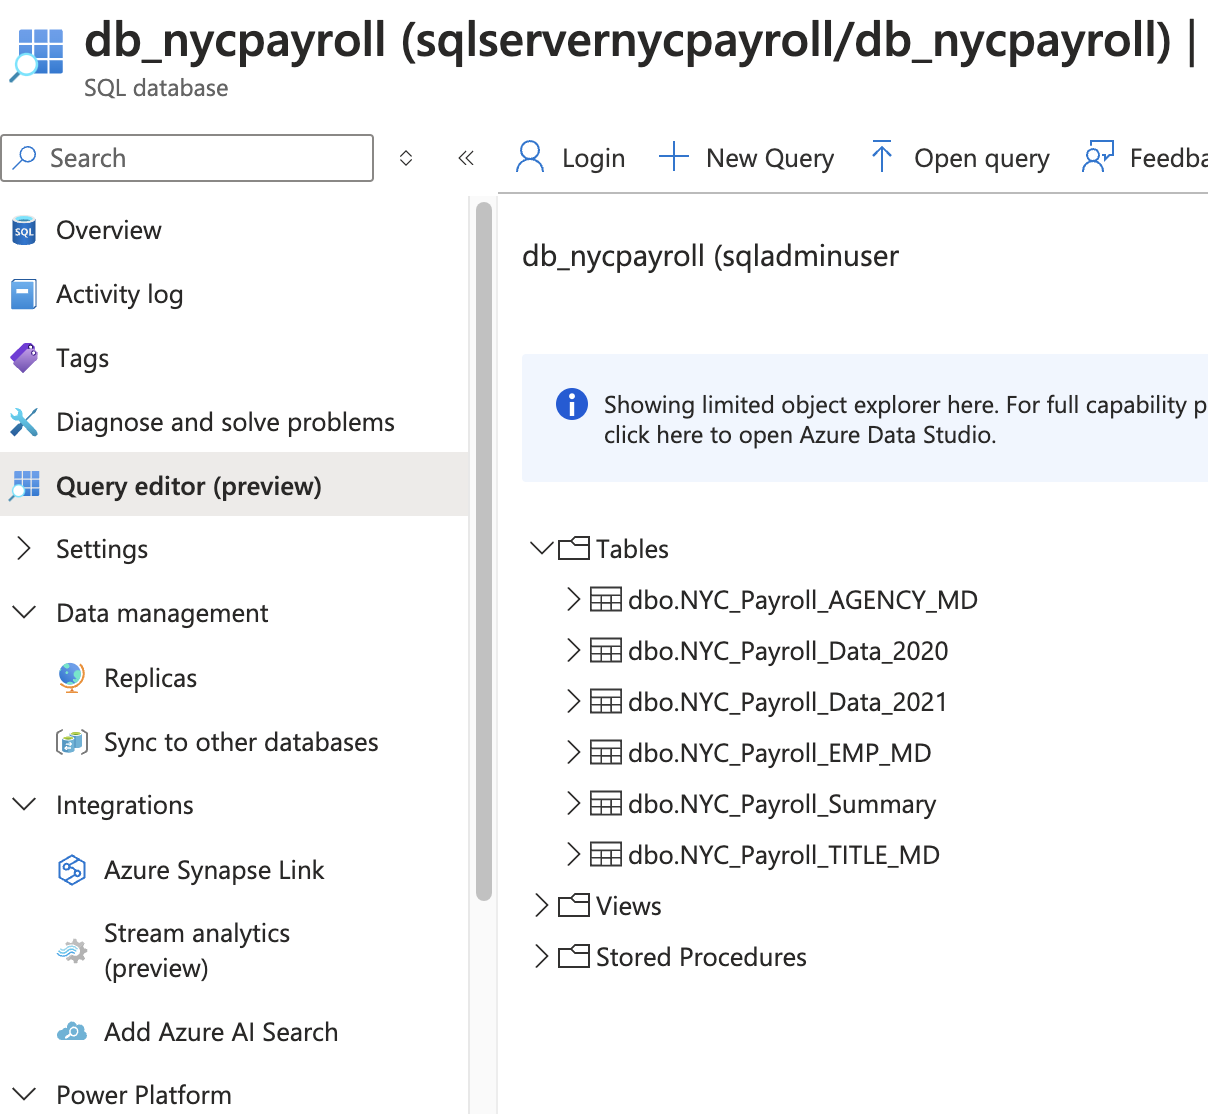 db_nycpayroll (sqlservernycpayroll/db_nycpayroll) |
SQL database
Search
Login
New Query
Open query
Feedba
SQL
Overview
Activity log
Tags
Diagnose and solve problems
Query editor (preview)
Settings
Data management
Replicas
Sync to other databases
Integrations
Azure Synapse Link
Stream analytics
(preview)
Add Azure AI Search
Power Platform
db_nycpayroll (sqladminuser
Showing limited object explorer here. For full capability p
click here to open Azure Data Studio.
Tables
dbo.NYC_Payroll_AGENCY_MD
dbo.NYC_Payroll_Data_2020
dbo.NYC_Payroll_Data_2021
dbo.NYC_Payroll_EMP_MD
dbo.NYC_Payroll_Summary
dbo.NYC_Payroll_TITLE_MD
Views
Stored Procedures